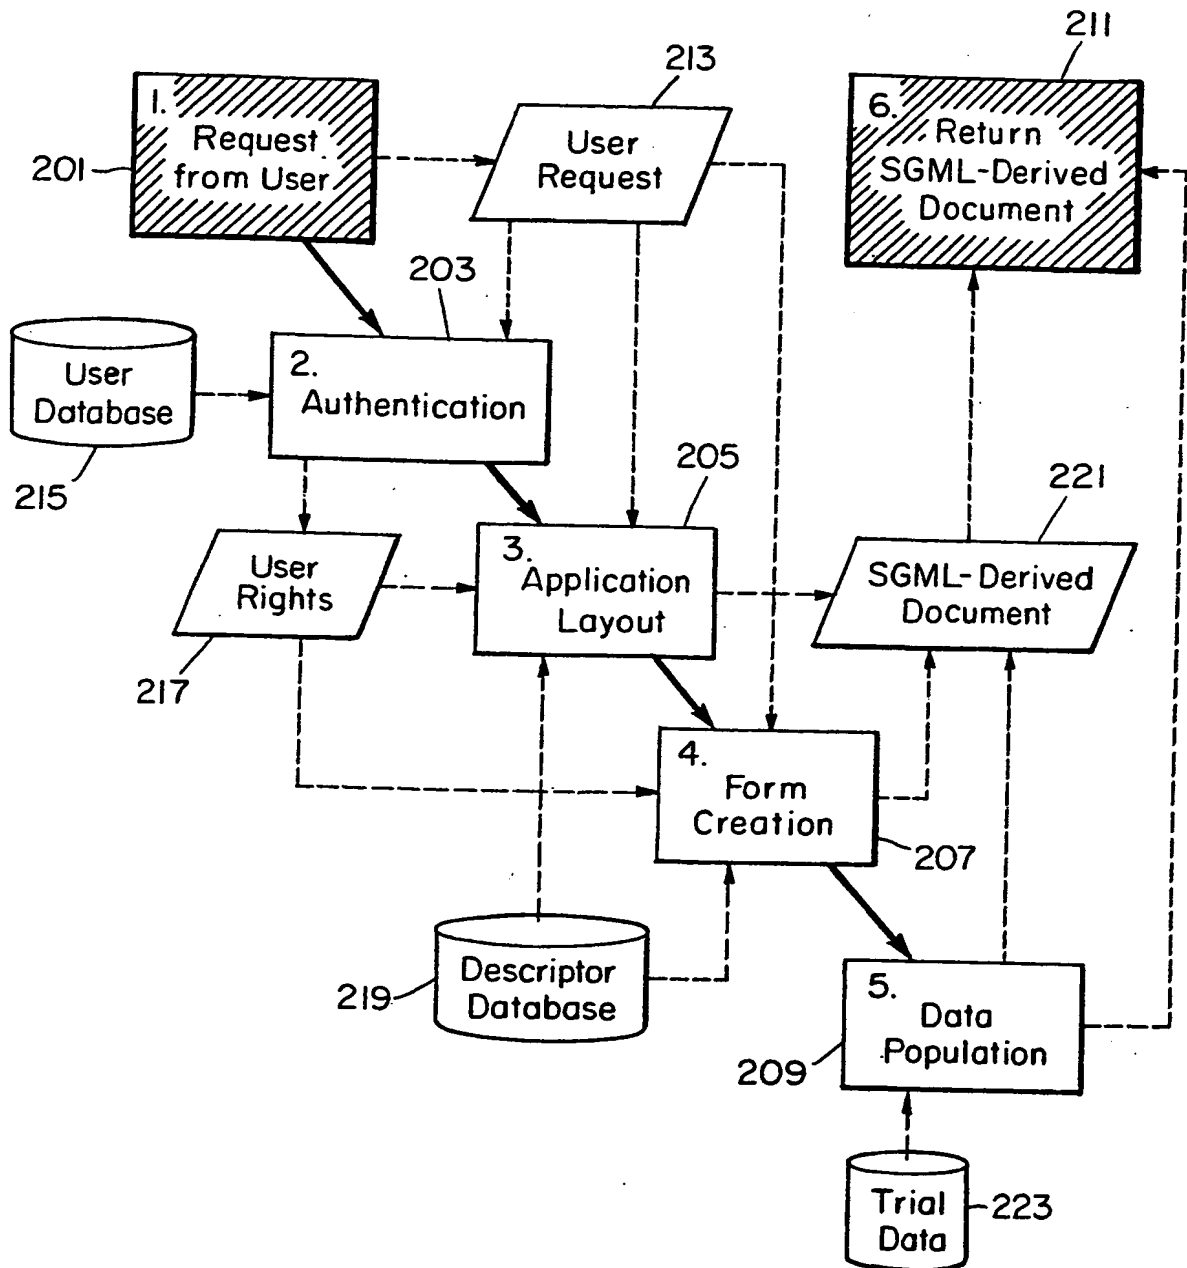 211
213
1.
Request
from User
201
User
Request
6.
Return
SGML-Derived
Document
203
User
Database
215
2.
Authentication
205
221
User
Rights
217
3.
Application
Layout
SGML-Derived
Document
4.
Form
Creation
207
Descriptor
Database
219
5.
Data
Population
209
Trial
Data
223